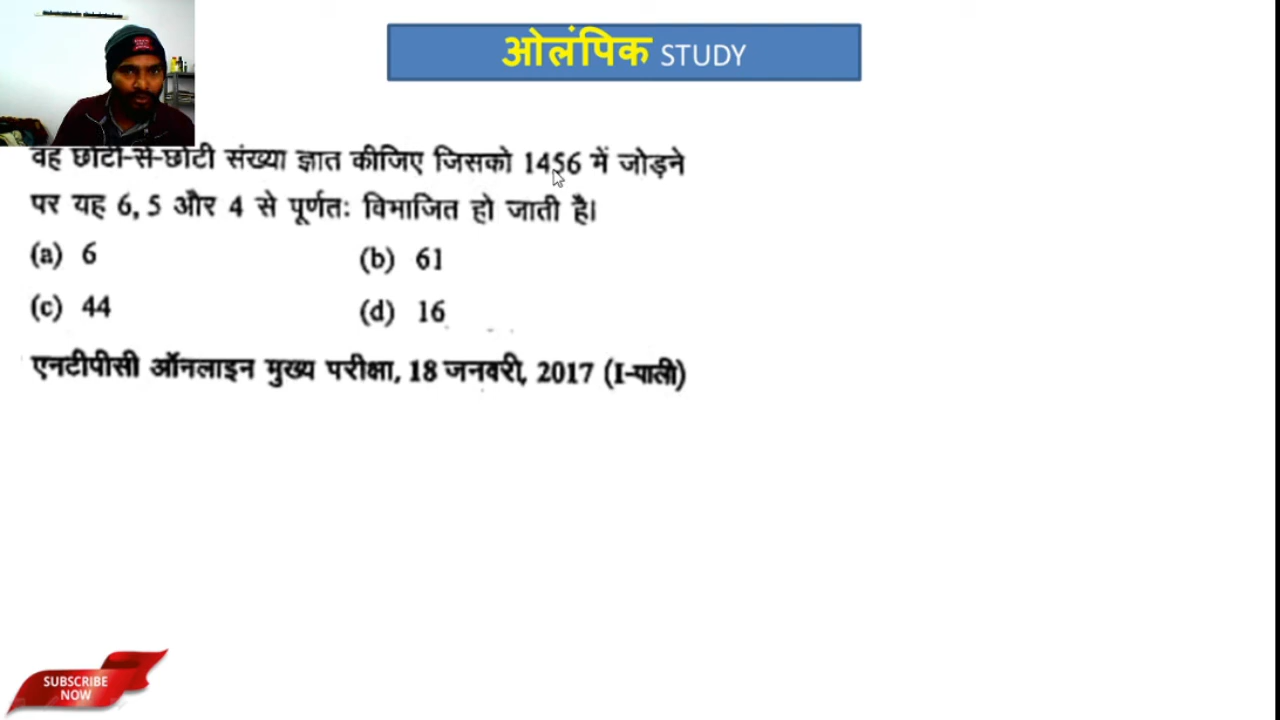 ओलंपिक STUDY
वह छोटी-से-छोटी संख्या ज्ञात कीजिए जिसको 1456 में जोड़ने
पर यह 6, 5 और 4 से पूर्णतः विभाजित हो जाती है।
(a) 6 (b) 61
(c) 44 (d) 16
एनटीपीसी ऑनलाइन मुख्य परीक्षा, 18 जनवरी, 2017 (I-पाली)
SUBSCRIBE
NOW